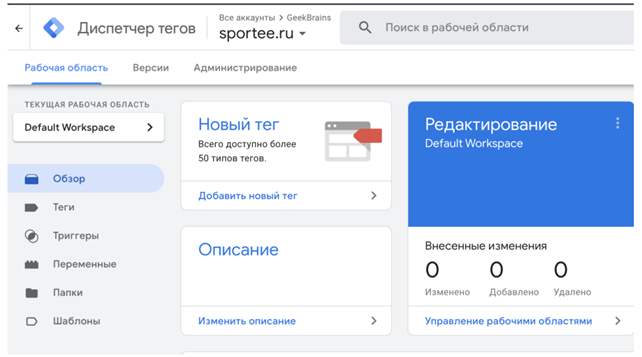 Все аккаунты > GeekBrains
Диспетчер тегов
sportee.ru
Поиск в рабочей области
Рабочая область Версии Администрирование
ТЕКУЩАЯ РАБОЧАЯ ОБЛАСТЬ
Default Workspace
Обзор
Теги
Триггеры
Переменные
Папки
Шаблоны
Новый тег
Всего доступно более
50 типов тегов.
Добавить новый тег
Описание
Изменить описание
Редактирование
Default Workspace
Внесенные изменения
0 0 0
Изменено Добавлено Удалено
Управление рабочими областями